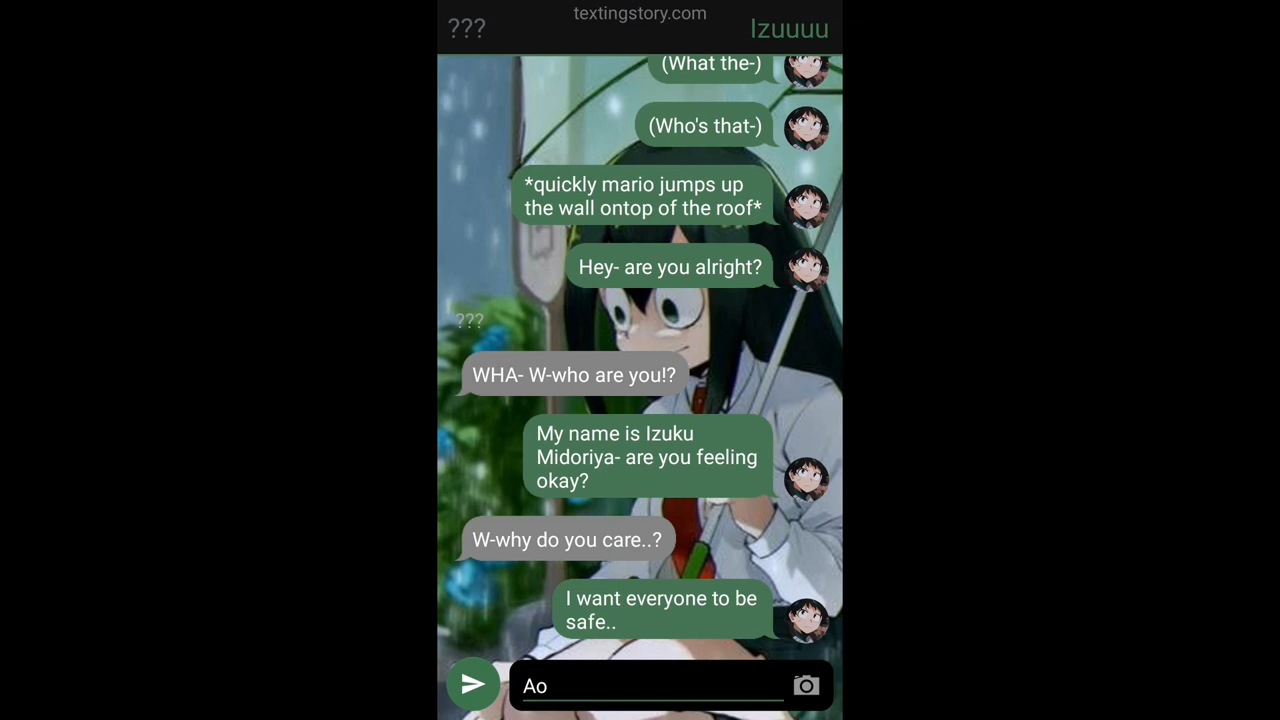 textingstory.com
???
Izuuuu
(What the-)
(Who's that-)
*quickly mario jumps up
the wall ontop of the roof*
Hey- are you alright?
???
WHA- W-who are you!?
My name is Izuku
Midoriya- are you feeling
okay?
W-why do you care..?
I want everyone to be
safe..
Ao